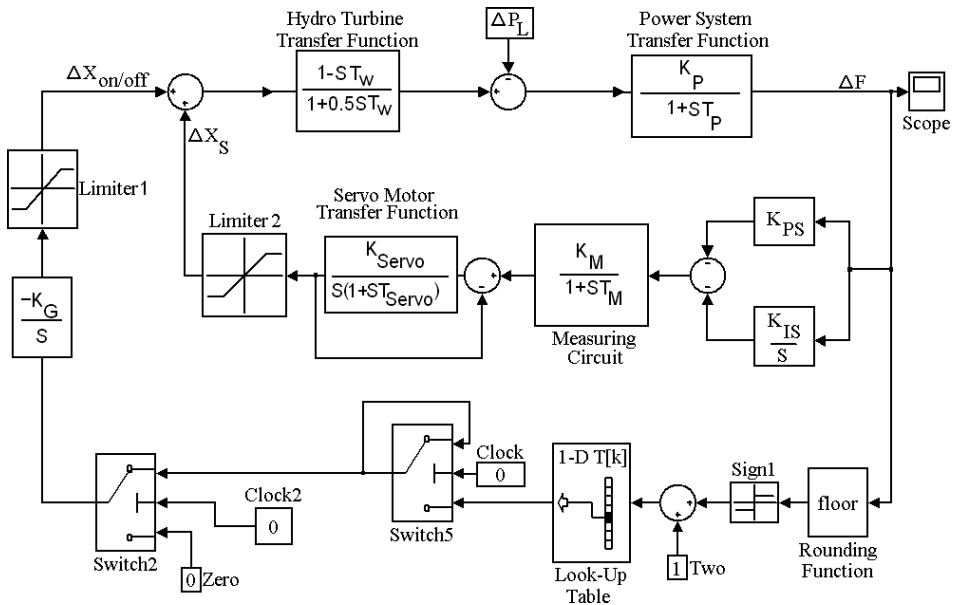 Hydro Turbine
Transfer Function
ΔP_L
Power System
Transfer Function
ΔX_on/off
1-ST_W
1+0.5ST_W
K_P
1+ST_P
ΔF
Scope
ΔX_S
Limiter1
Servo Motor
Transfer Function
Limiter 2
K_Servo
S(1+ST_Servo)
K_M
1+ST_M
Measuring
Circuit
K_PS
K_IS
S
-K_G
S
Clock
0
1-D T[k]
Sign1
floor
Clock2
0
Switch5
Switch2
0 Zero
Look-Up
Table
1 Two
Rounding
Function